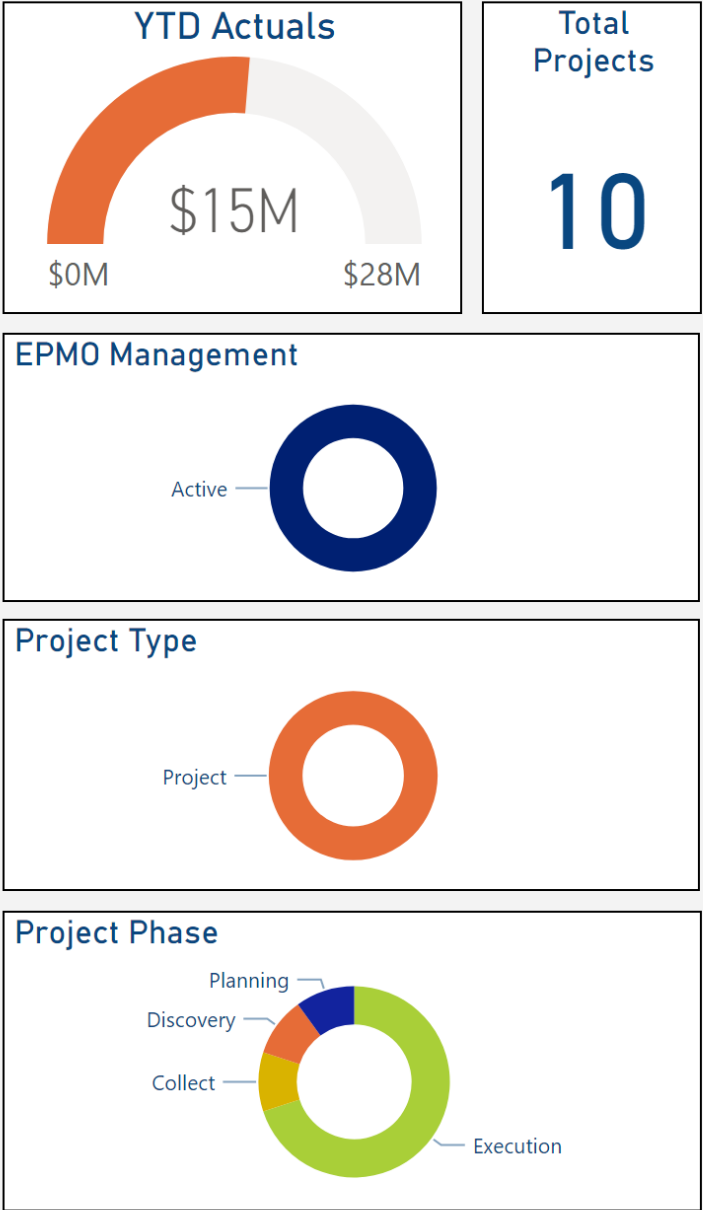 YTD Actuals
$15M
$0M
$28M
Total
Projects
10
EPMO Management
Active
Project Type
Project
Project Phase
Planning
Discovery
Collect
Execution